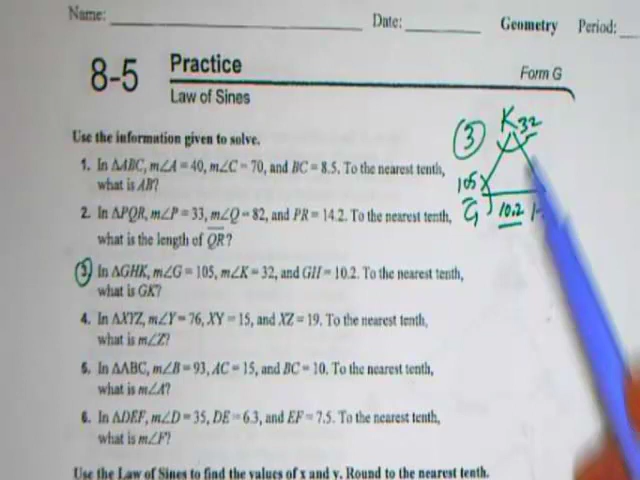 Name: Date: Geometry Period:
8-5 Practice Form G
Law of Sines
Use the information given to solve.
1. In ΔABC, m∠A = 40, m∠C = 70, and BC = 8.5. To the nearest tenth,
what is AB?
2. In ΔPQR, m∠P = 33, m∠Q = 82, and PR = 14.2. To the nearest tenth,
what is the length of QR?
3. In ΔGHK, m∠G = 105, m∠K = 32, and GH = 10.2. To the nearest tenth,
what is GK?
4. In ΔXYZ, m∠Y = 76, XY = 15, and XZ = 19. To the nearest tenth,
what is m∠Z?
5. In ΔABC, m∠B = 93, AC = 15, and BC = 10. To the nearest tenth,
what is m∠A?
6. In ΔDEF, m∠D = 35, DE = 6.3, and EF = 7.5. To the nearest tenth,
what is m∠F?
Use the Law of Sines to find the values of x and y. Round to the nearest tenth.
3 K 32
105
G 10.2